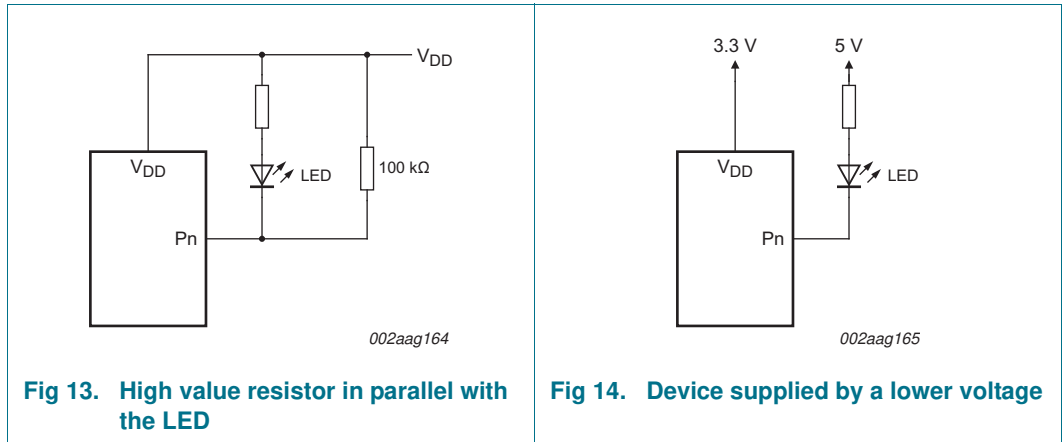 VDD
VDD
LED
100 kΩ
Pn
002aag164
Fig 13. High value resistor in parallel with
the LED
3.3 V
5 V
VDD
LED
Pn
002aag165
Fig 14. Device supplied by a lower voltage